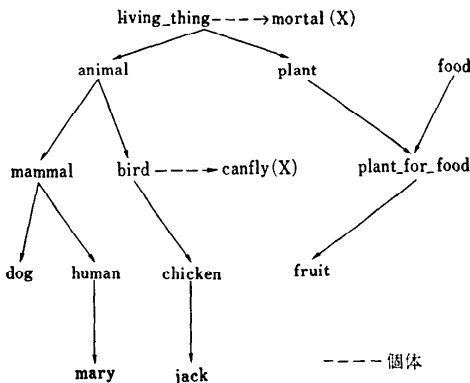 living_thing mortal(X)
animal plant food
mammal bird canfly(X) plant_for_food
dog human chicken fruit
mary jack
個体